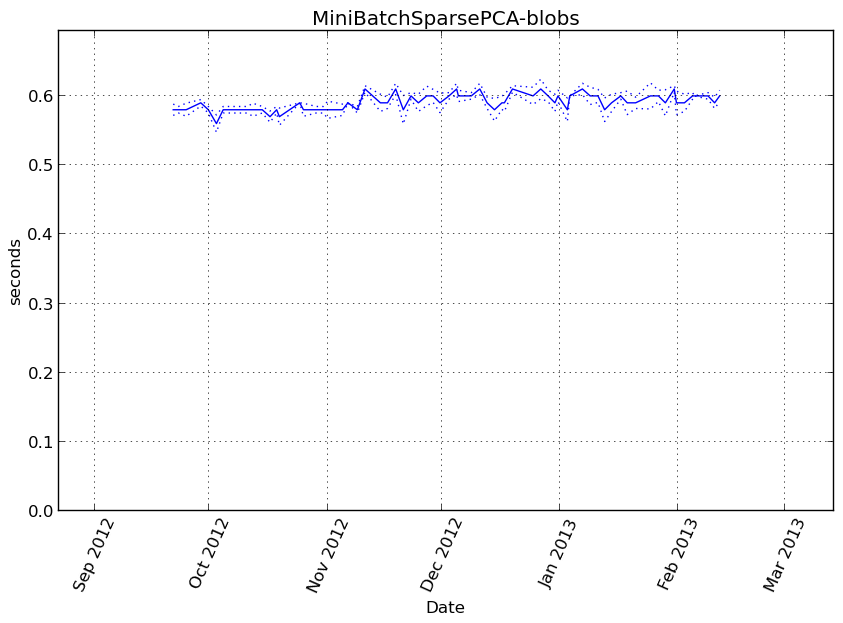 MiniBatchSparsePCA-blobs
seconds
0.6
0.5
0.4
0.3
0.2
0.1
0.0
Sep 2012
Oct 2012
Nov 2012
Dec 2012
Jan 2013
Feb 2013
Mar 2013
Date